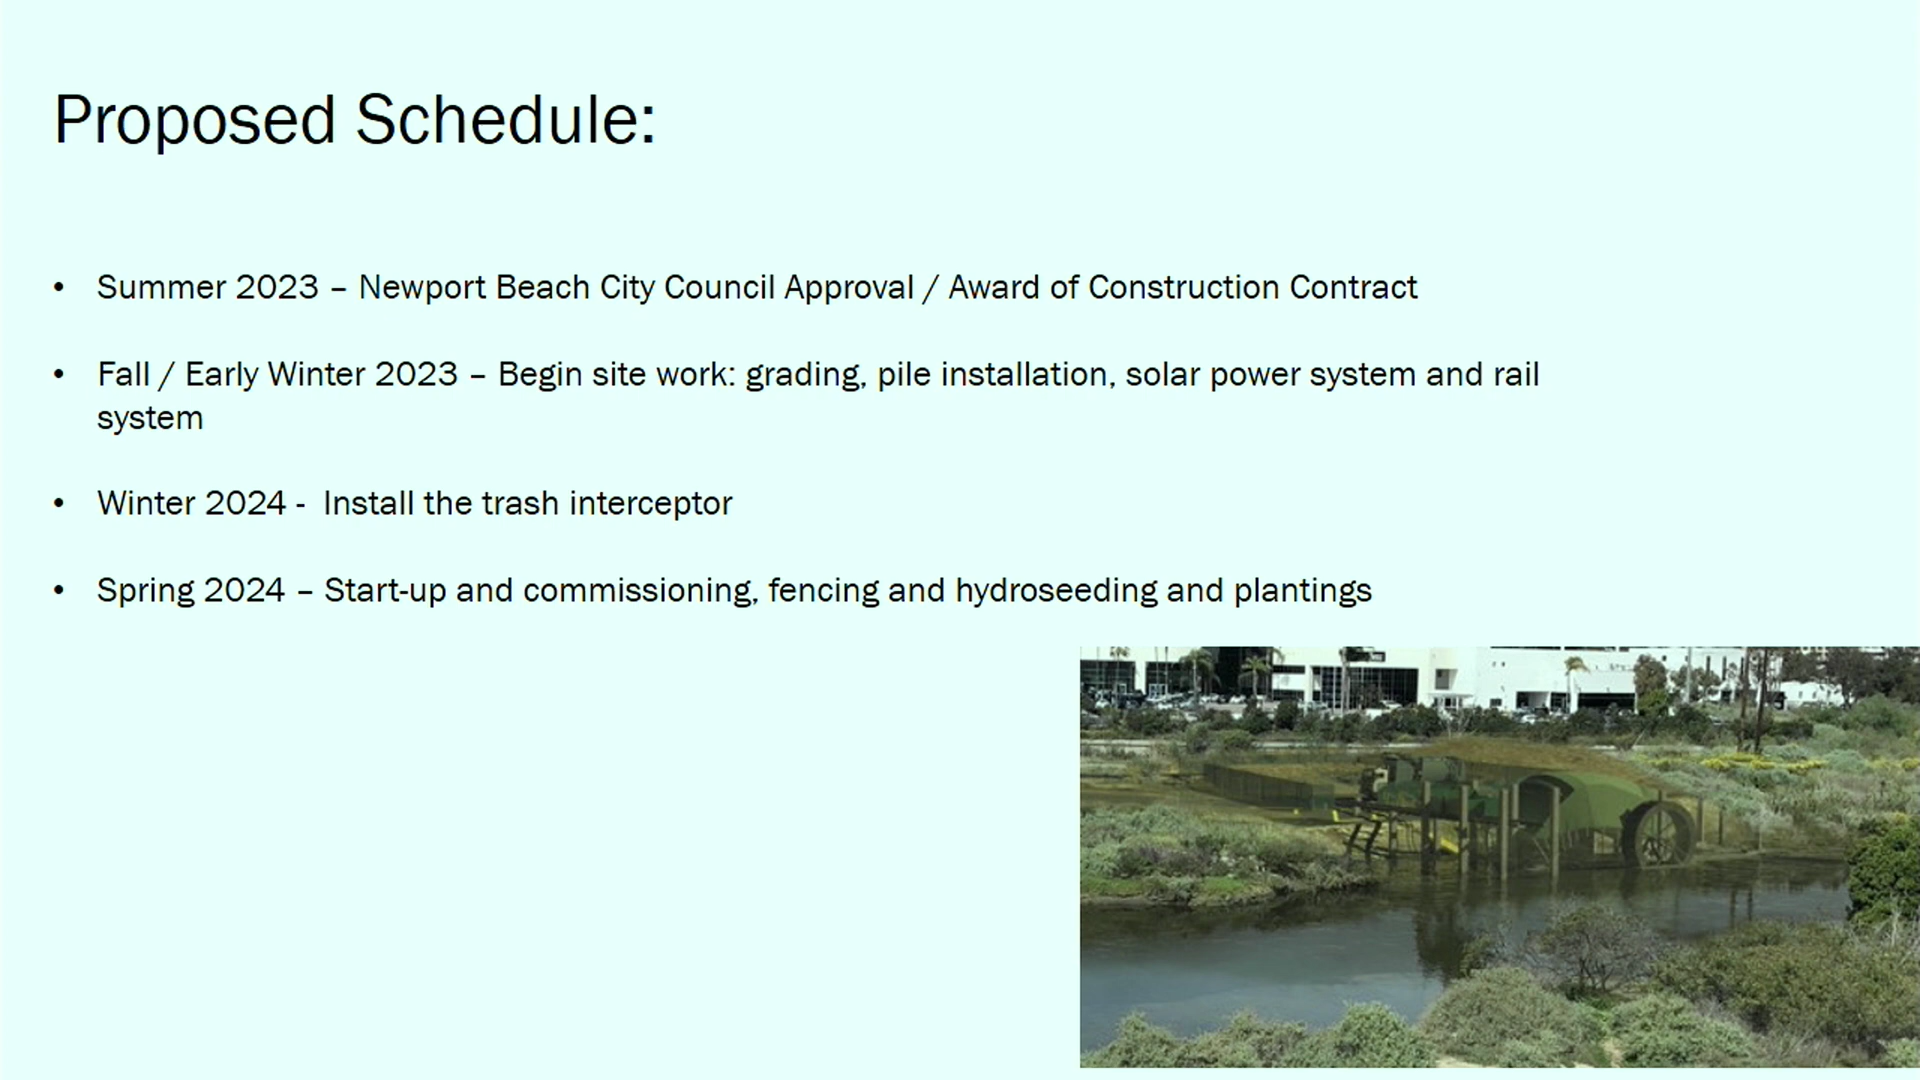 Proposed Schedule:
• Summer 2023 – Newport Beach City Council Approval / Award of Construction Contract
• Fall / Early Winter 2023 – Begin site work: grading, pile installation, solar power system and rail
system
• Winter 2024 -  Install the trash interceptor
• Spring 2024 – Start-up and commissioning, fencing and hydroseeding and plantings